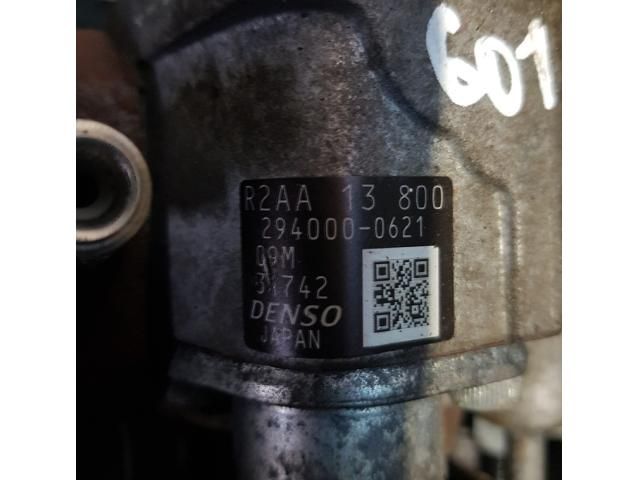 601
R2AA 13 800
294000-0621
09M
31742
DENSO
JAPAN